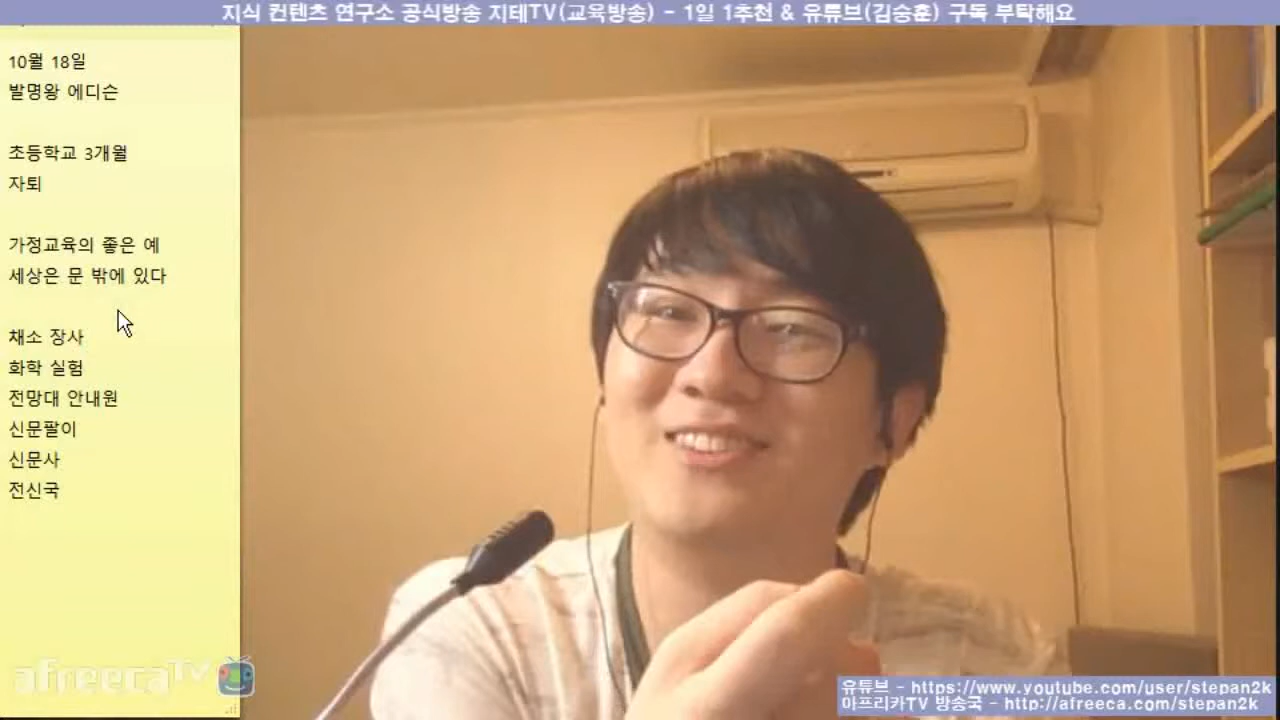 지식 컨텐츠 연구소 공식방송 지테TV(교육방송) - 1일 1추천 & 유튜브(김승훈) 구독 부탁해요
10월 18일
발명왕 에디슨
초등학교 3개월
자퇴
가정교육의 좋은 예
세상은 문 밖에 있다
채소 장사
화학 실험
전망대 안내원
신문팔이
신문사
전신국
afreecaTV
유튜브 - https://www.youtube.com/user/stepan2k
아프리카TV 방송국 - http://afreeca.com/stepan2k